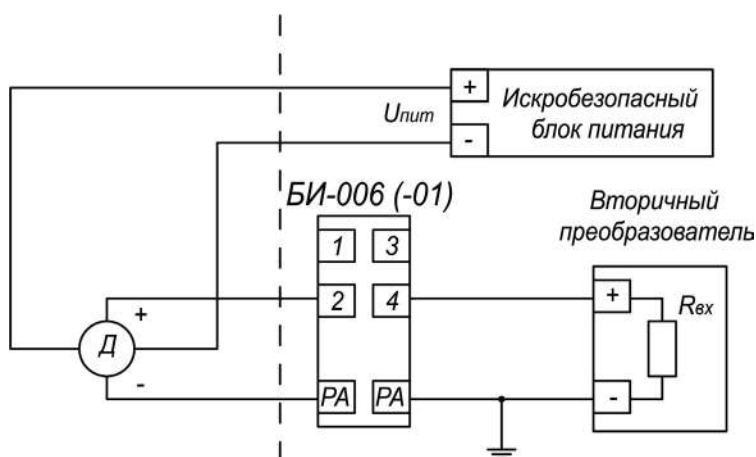 +
Uпит
-
Искробезопасный
блок питания
БИ-006 (-01)
Вторичный
преобразователь
1 3
2 4
+
Rвх
+
Д
-
PA PA
-